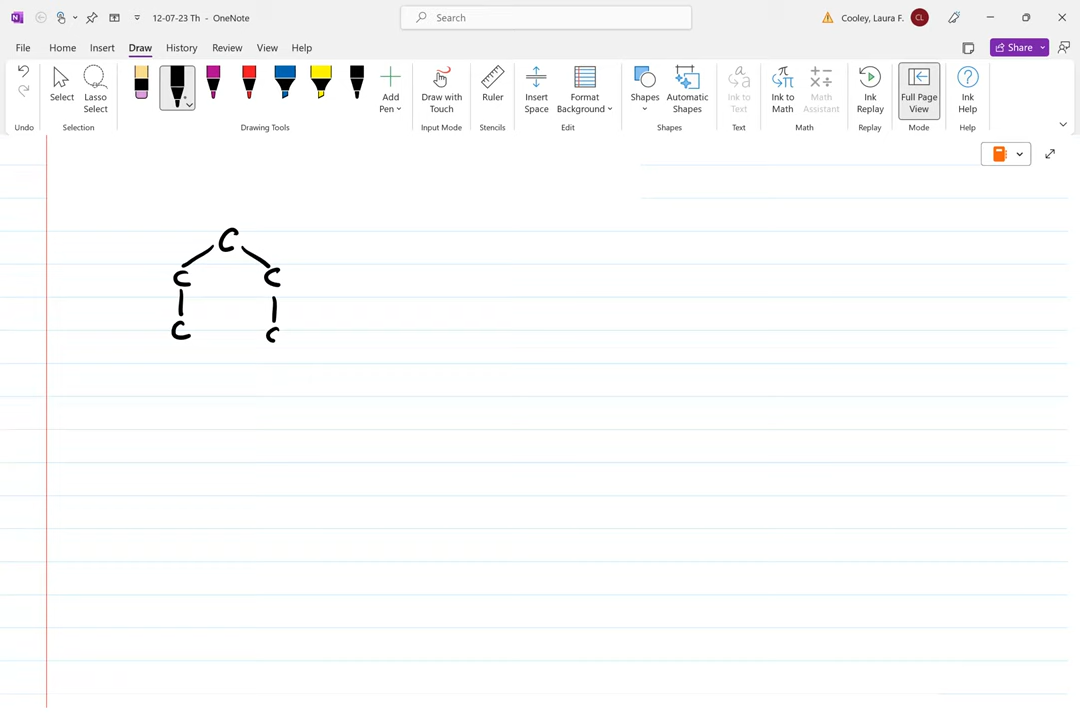 12-07-23 Th - OneNote
Search
Cooley, Laura F.
CL
File Home Insert Draw History Review View Help
Share
Undo
Select
Lasso Select
Selection
Drawing Tools
Add Pen
Draw with Touch
Input Mode
Ruler
Stencils
Insert Space
Format Background
Edit
Shapes
Automatic Shapes
Shapes
Ink to Text
Text
Ink to Math
Math Assistant
Math
Ink Replay
Replay
Full Page View
Mode
Ink Help
Help
C
C C
C C